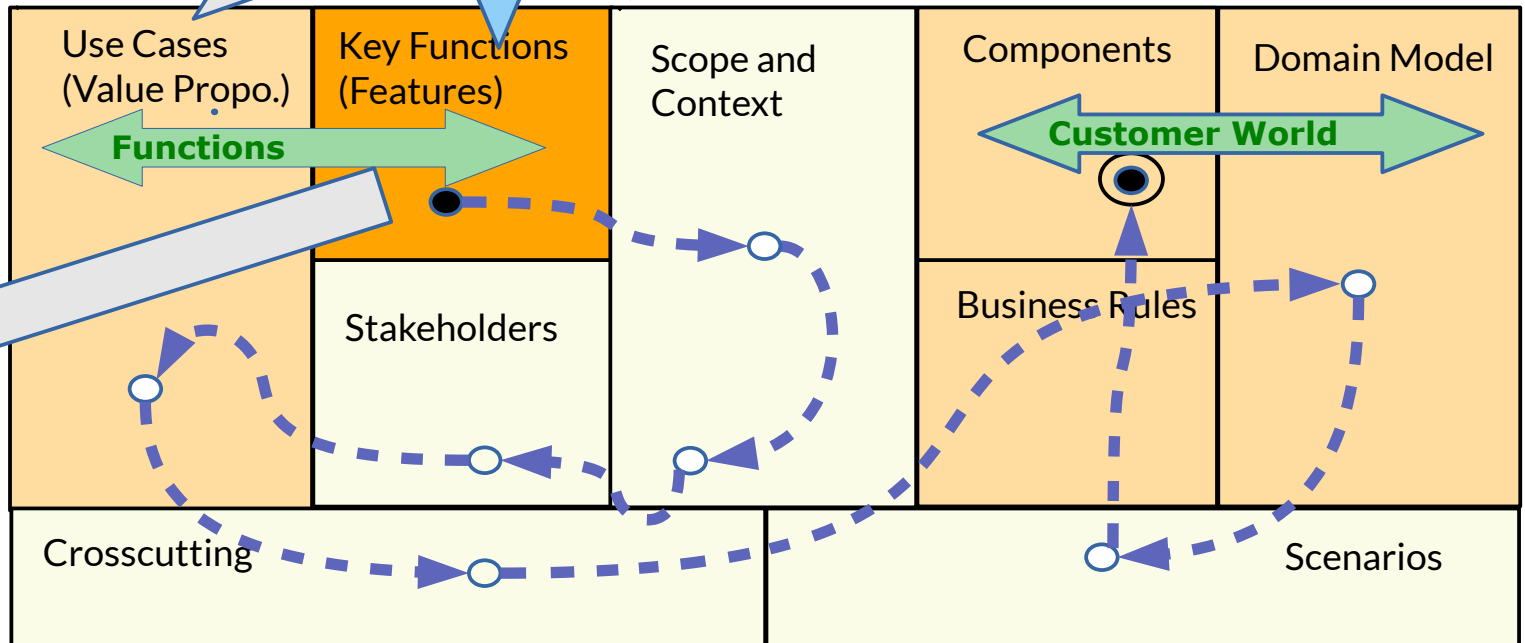 Use Cases
(Value Propo.)
Key Functions
(Features)
Scope and
Context
Components
Domain Model
Functions
Customer World
Stakeholders
Business Rules
Crosscutting
Scenarios